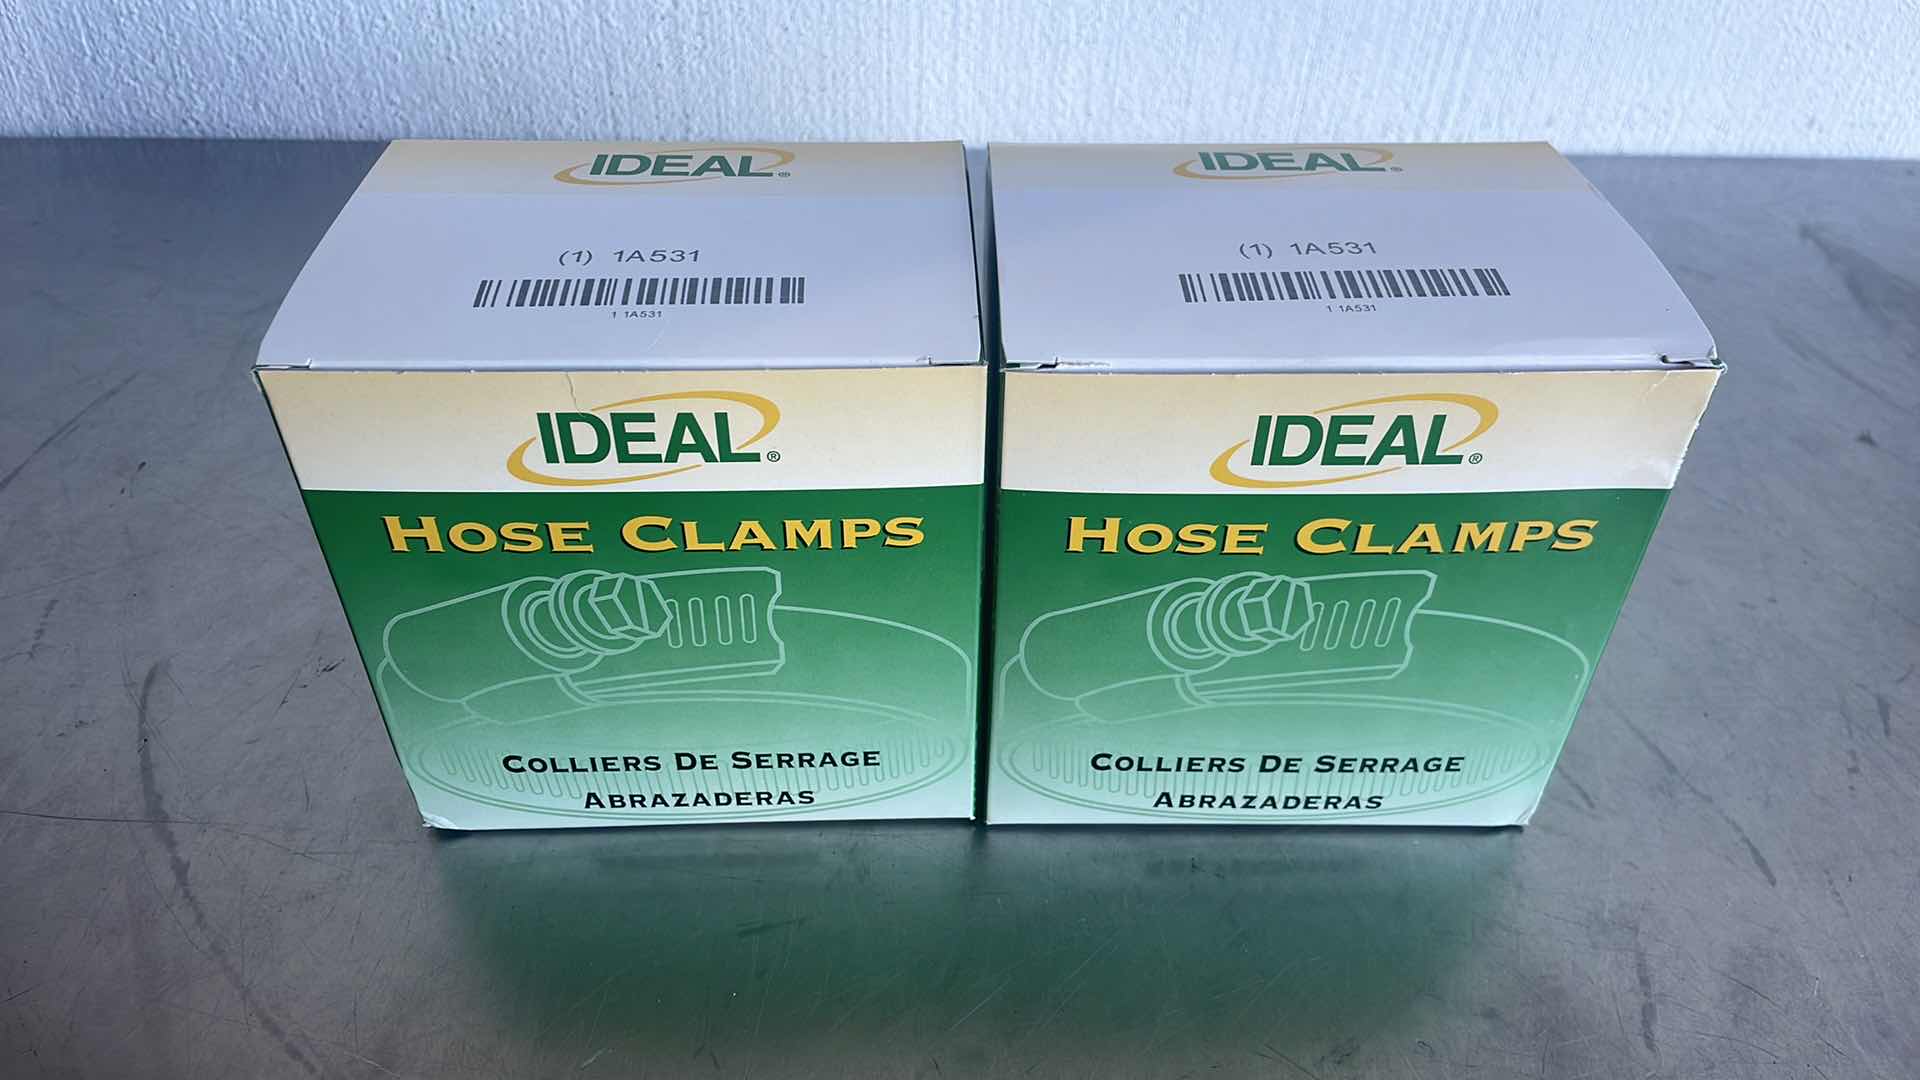 IDEAL®
(1) 1A531
1 1A531
IDEAL®
HOSE CLAMPS
COLLIERS DE SERRAGE
ABRAZADERAS
IDEAL®
(1) 1A531
1 1A531
IDEAL®
HOSE CLAMPS
COLLIERS DE SERRAGE
ABRAZADERAS